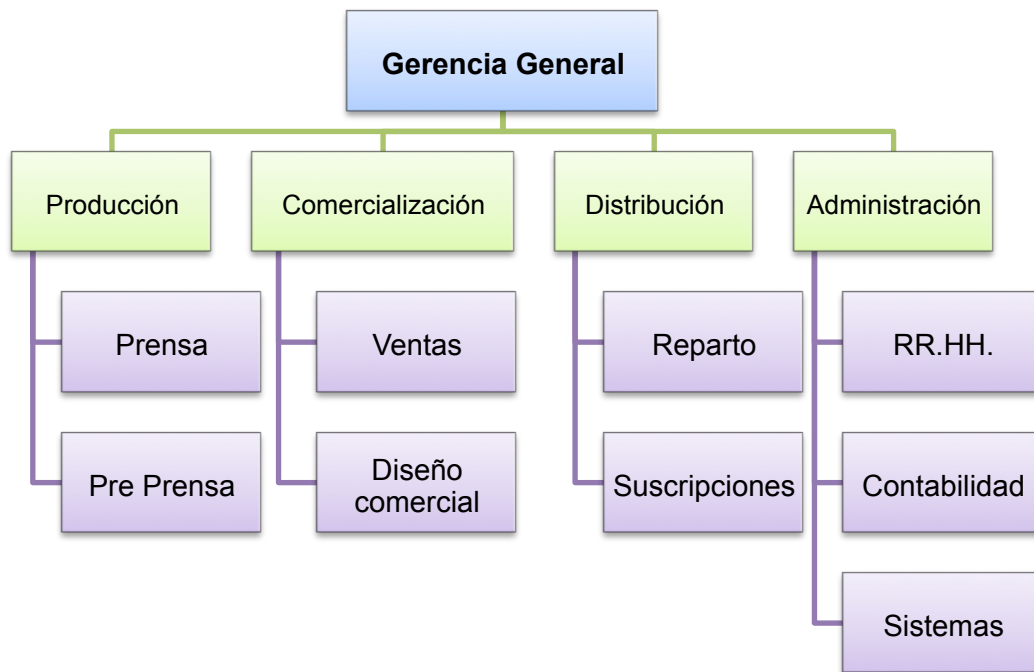 Gerencia General
Producción
Comercialización
Distribución
Administración
Prensa
Ventas
Reparto
RR.HH.
Pre Prensa
Diseño
comercial
Suscripciones
Contabilidad
Sistemas